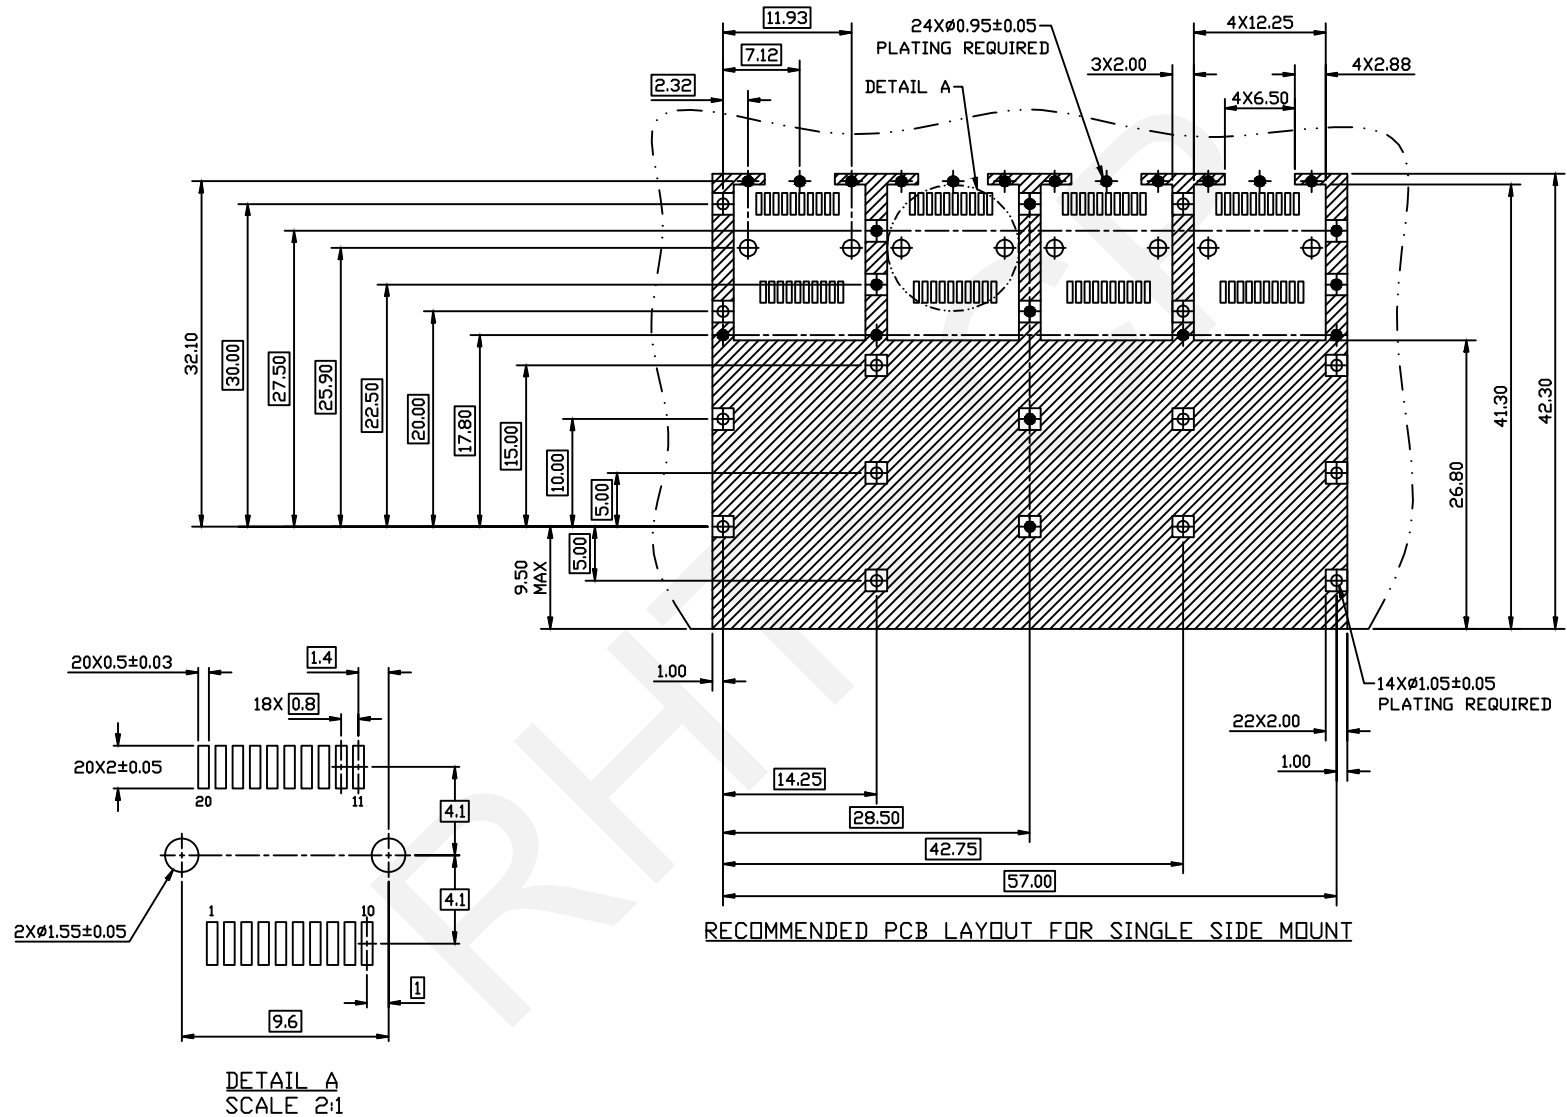 11.93
24XØ0.95±0.05
PLATING REQUIRED
4X12.25
7.12
3X2.00
4X2.88
2.32
DETAIL A
4X6.50
32.10
30.00
27.50
25.90
22.50
20.00
17.80
15.00
10.00
5.00
5.00
9.50
MAX
41.30
42.30
26.80
1.00
14XØ1.05±0.05
PLATING REQUIRED
22X2.00
1.00
14.25
28.50
42.75
57.00
RECOMMENDED PCB LAYOUT FOR SINGLE SIDE MOUNT
20X0.5±0.03
1.4
18X 0.8
20X2±0.05
20
11
4.1
4.1
1
10
2XØ1.55±0.05
1
9.6
DETAIL A
SCALE 2:1